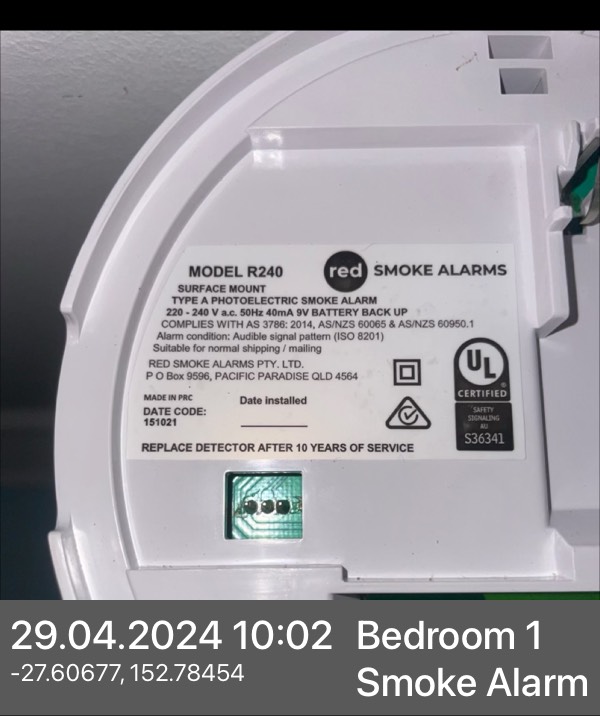 MODEL R240
red SMOKE ALARMS
SURFACE MOUNT
TYPE A PHOTOELECTRIC SMOKE ALARM
220 - 240 V a.c. 50Hz 40mA 9V BATTERY BACK UP
COMPLIES WITH AS 3786: 2014, AS/NZS 60065 & AS/NZS 60950.1
Alarm condition: Audible signal pattern (ISO 8201)
Suitable for normal shipping / mailing
RED SMOKE ALARMS PTY. LTD.
P O Box 9596, PACIFIC PARADISE QLD 4564
UL
®
CERTIFIED
SAFETY
SIGNALING
AU
S36341
MADE IN PRC
DATE CODE:
151021
Date installed
REPLACE DETECTOR AFTER 10 YEARS OF SERVICE
29.04.2024 10:02
-27.60677, 152.78454
Bedroom 1
Smoke Alarm